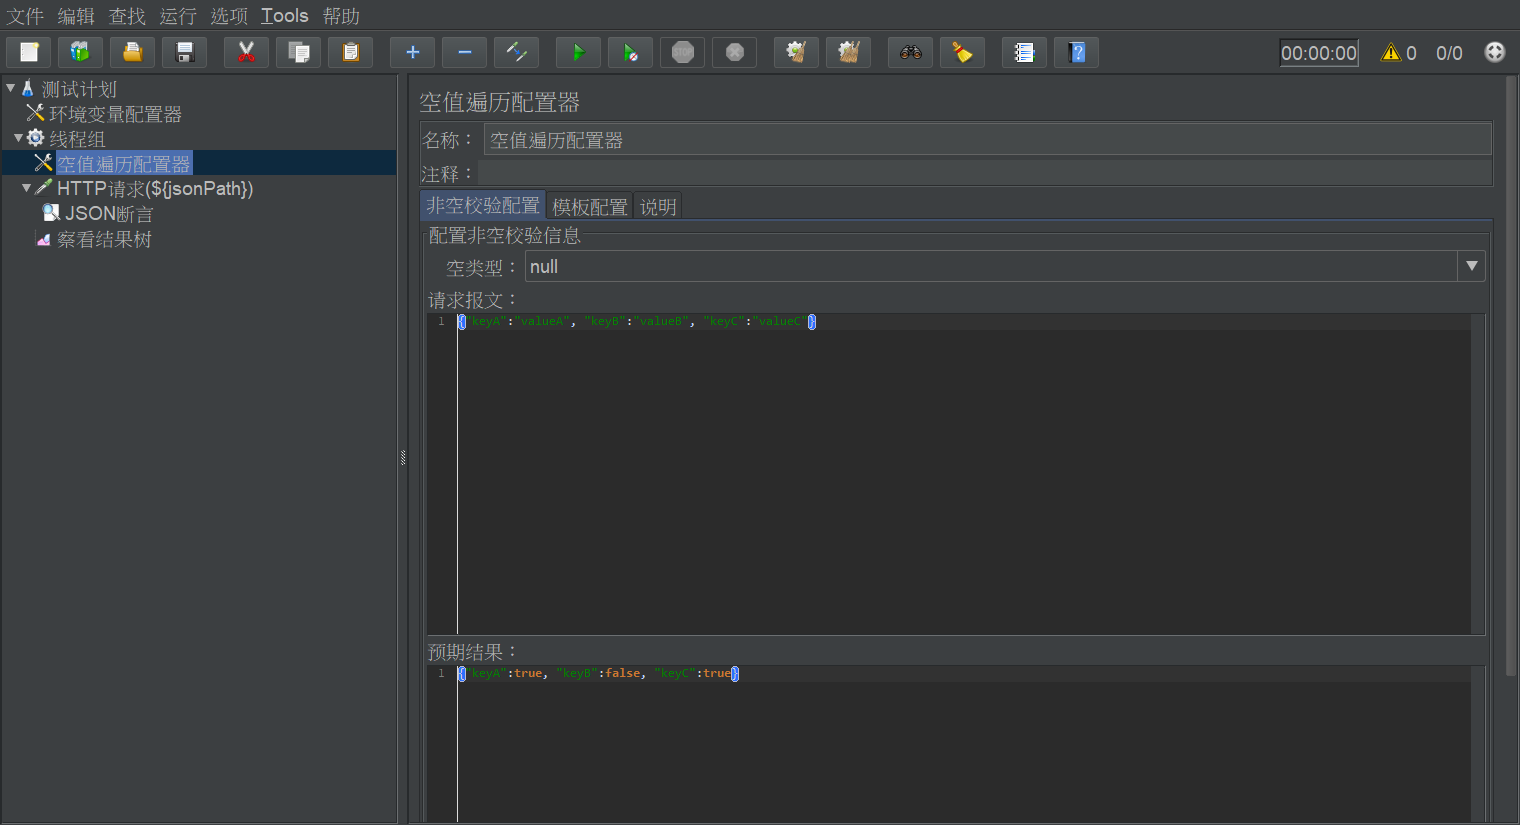 文件 编辑 查找 运行 选项 Tools 帮助
STOP
00:00:00 0 0/0
测试计划
环境变量配置器
线程组
空值遍历配置器
HTTP请求(${jsonPath})
JSON断言
察看结果树
空值遍历配置器
名称： 空值遍历配置器
注释：
非空校验配置 模板配置 说明
配置非空校验信息
空类型： null
请求报文：
1 {"keyA":"valueA", "keyB":"valueB", "keyC":"valueC"}
预期结果：
1 {"keyA":true, "keyB":false, "keyC":true}